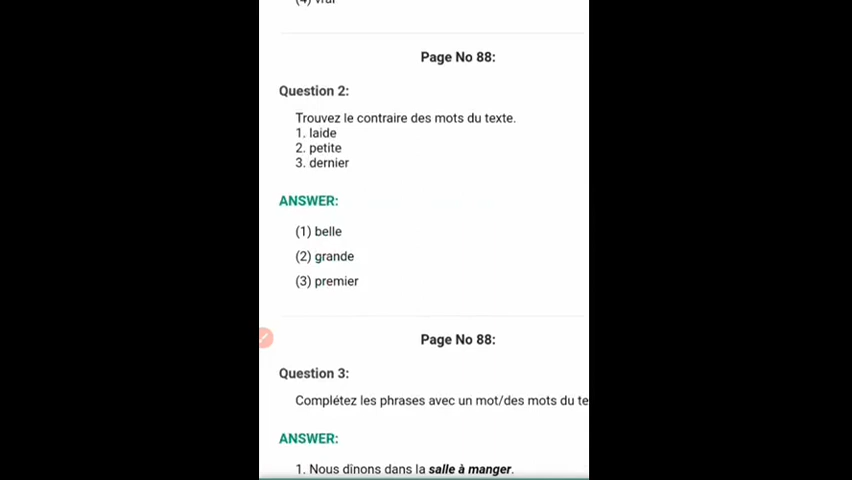 (4) vrai
Page No 88:
Question 2:
Trouvez le contraire des mots du texte.
1. laide
2. petite
3. dernier
ANSWER:
(1) belle
(2) grande
(3) premier
Page No 88:
Question 3:
Complétez les phrases avec un mot/des mots du te
ANSWER:
1. Nous dînons dans la salle à manger.